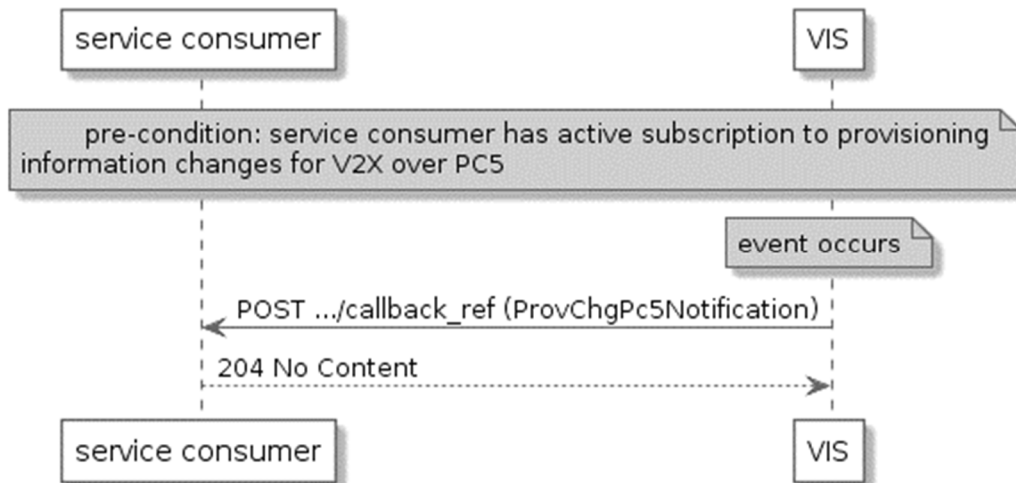 service consumer
VIS
pre-condition: service consumer has active subscription to provisioning
information changes for V2X over PC5
event occurs
POST .../callback_ref (ProvChgPc5Notification)
204 No Content
service consumer
VIS